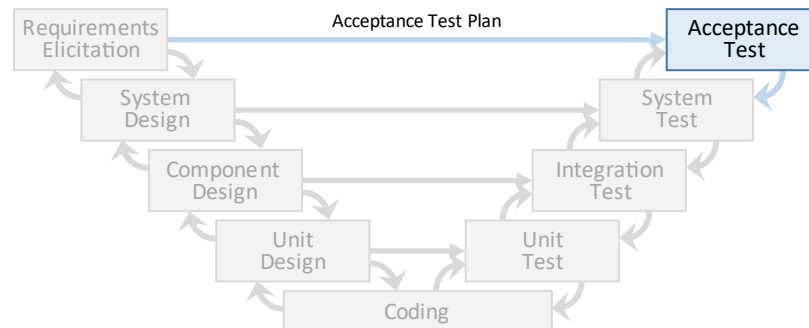 Requirements
Elicitation
Acceptance Test Plan
Acceptance
Test
System
Design
System
Test
Component
Design
Integration
Test
Unit
Design
Unit
Test
Coding